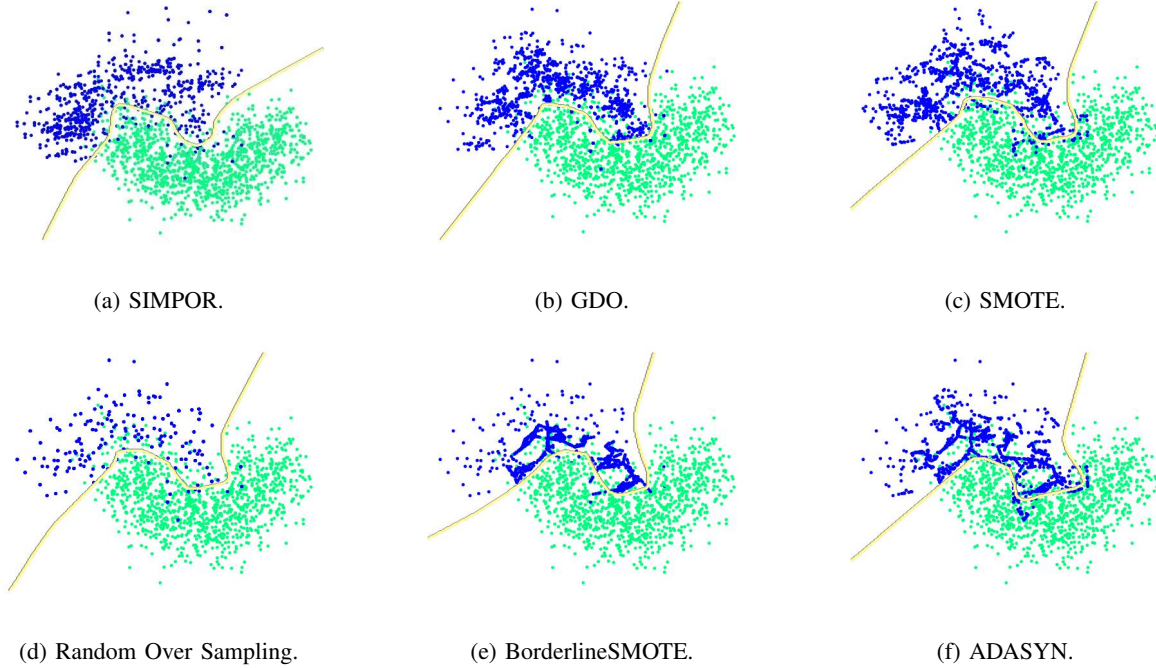 (a) SIMPOR.
(b) GDO.
(c) SMOTE.
(d) Random Over Sampling.
(e) BorderlineSMOTE.
(f) ADASYN.